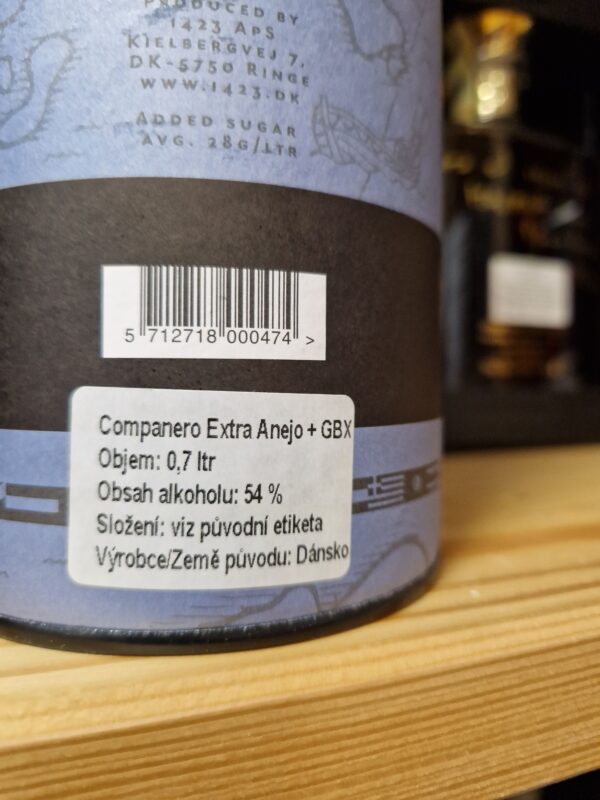 PRODUCED BY
1423 APS
KIELBERGVEJ 7,
DK-5750 RINGE
WWW.1423.DK
ADDED SUGAR
AVG. 28G/LTR
5 712718 000474 >
Companero Extra Anejo + GBX
Objem: 0,7 ltr
Obsah alkoholu: 54 %
Složení: viz původní etiketa
Výrobce/Země původu: Dánsko